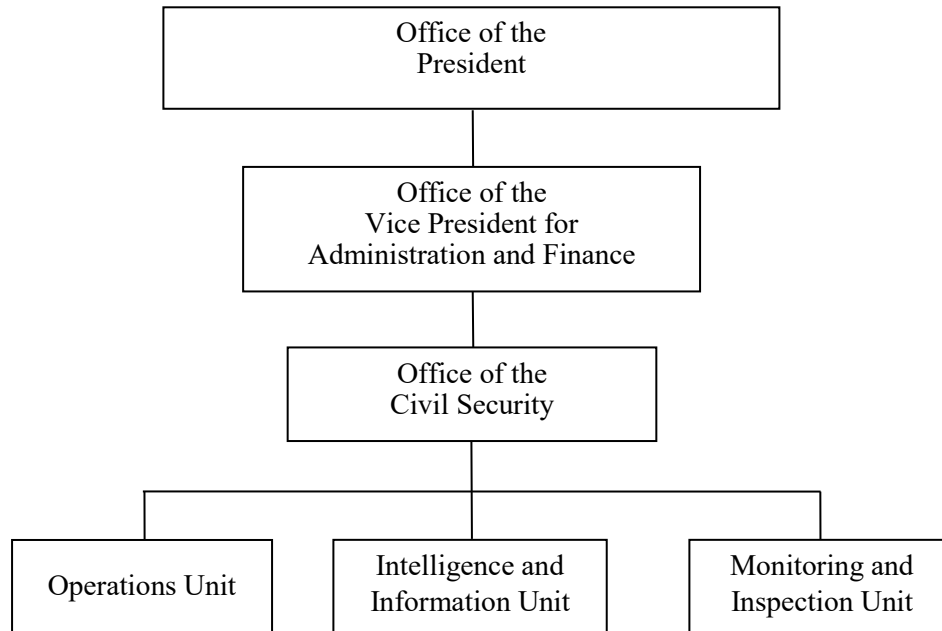 Office of the
President
Office of the
Vice President for
Administration and Finance
Office of the
Civil Security
Operations Unit
Intelligence and
Information Unit
Monitoring and
Inspection Unit